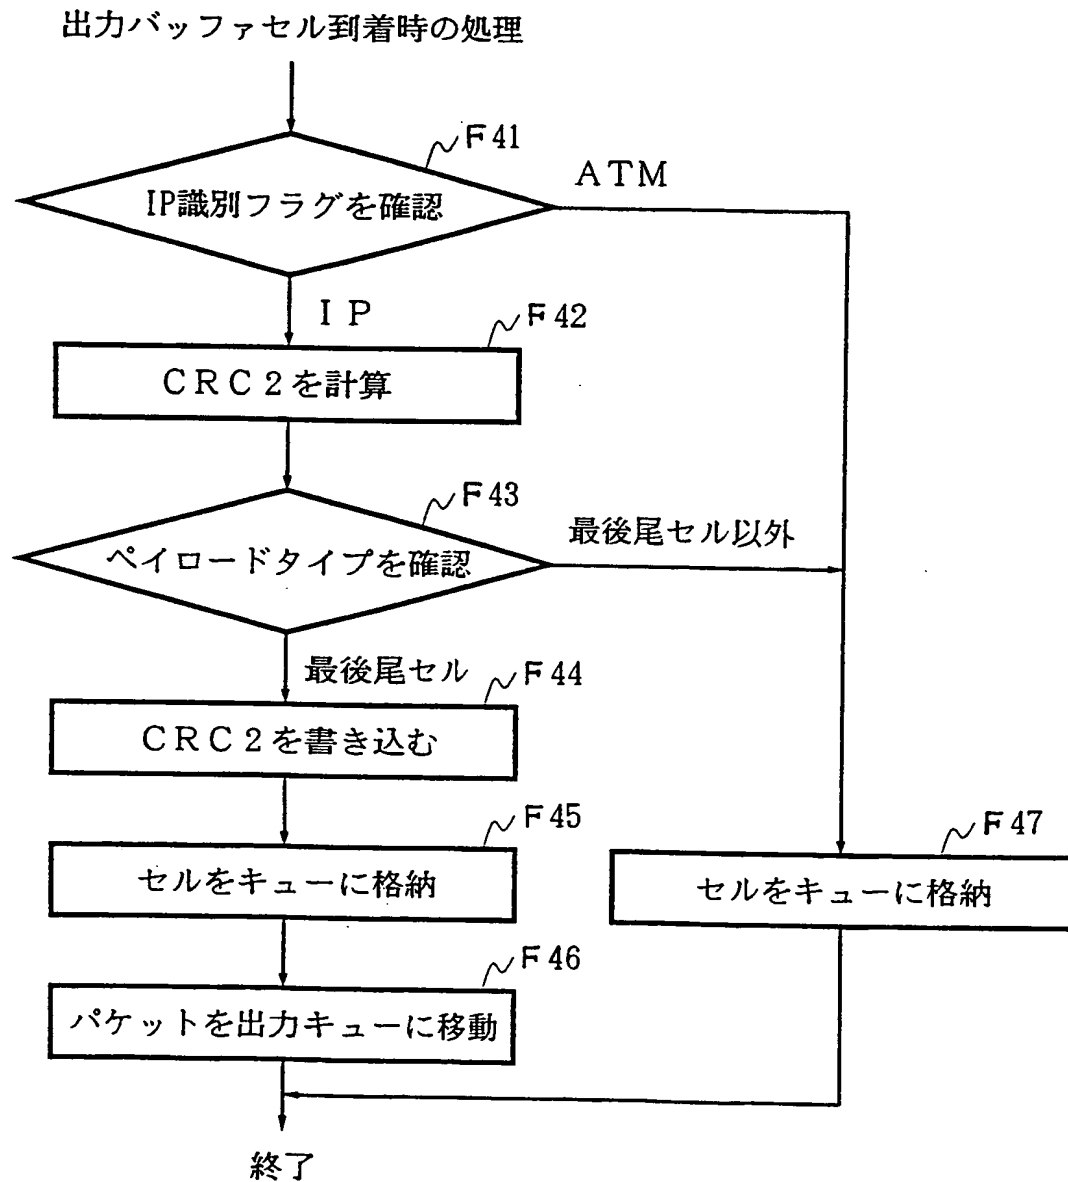 出力バッファセル到着時の処理
F41
IP識別フラグを確認
ATM
IP
F42
CRC2を計算
F43
ペイロードタイプを確認
最後尾セル以外
最後尾セル
F44
CRC2を書き込む
F45
セルをキューに格納
F47
セルをキューに格納
F46
パケットを出力キューに移動
終了